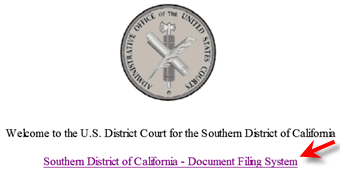 ADMINISTRATIVE OFFICE OF THE UNITED STATES COURTS
Welcome to the U.S. District Court for the Southern District of California
Southern District of California - Document Filing System